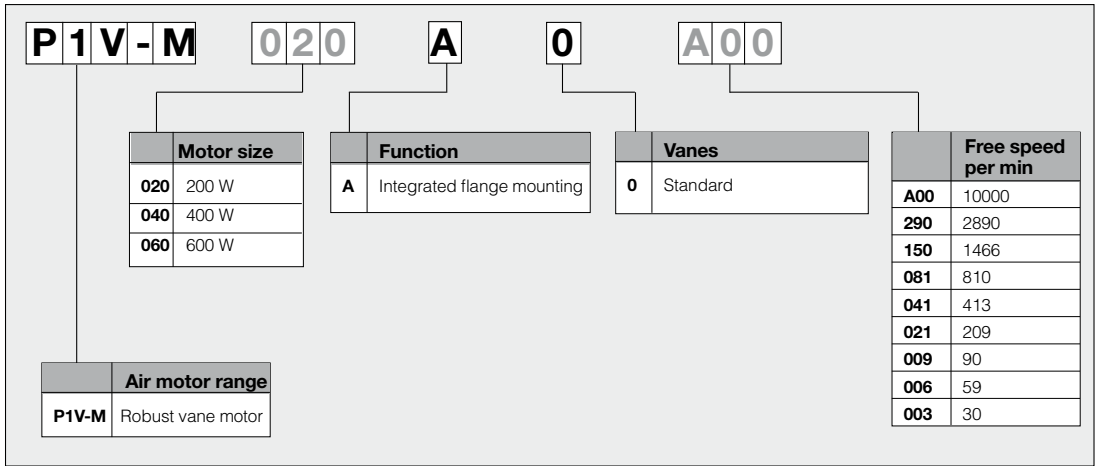 P1V-M 020 A 0 A00
Motor size
020 200 W
040 400 W
060 600 W
Function
A Integrated flange mounting
Vanes
0 Standard
Free speed
per min
A00 10000
290 2890
150 1466
081 810
041 413
021 209
009 90
006 59
003 30
Air motor range
P1V-M Robust vane motor